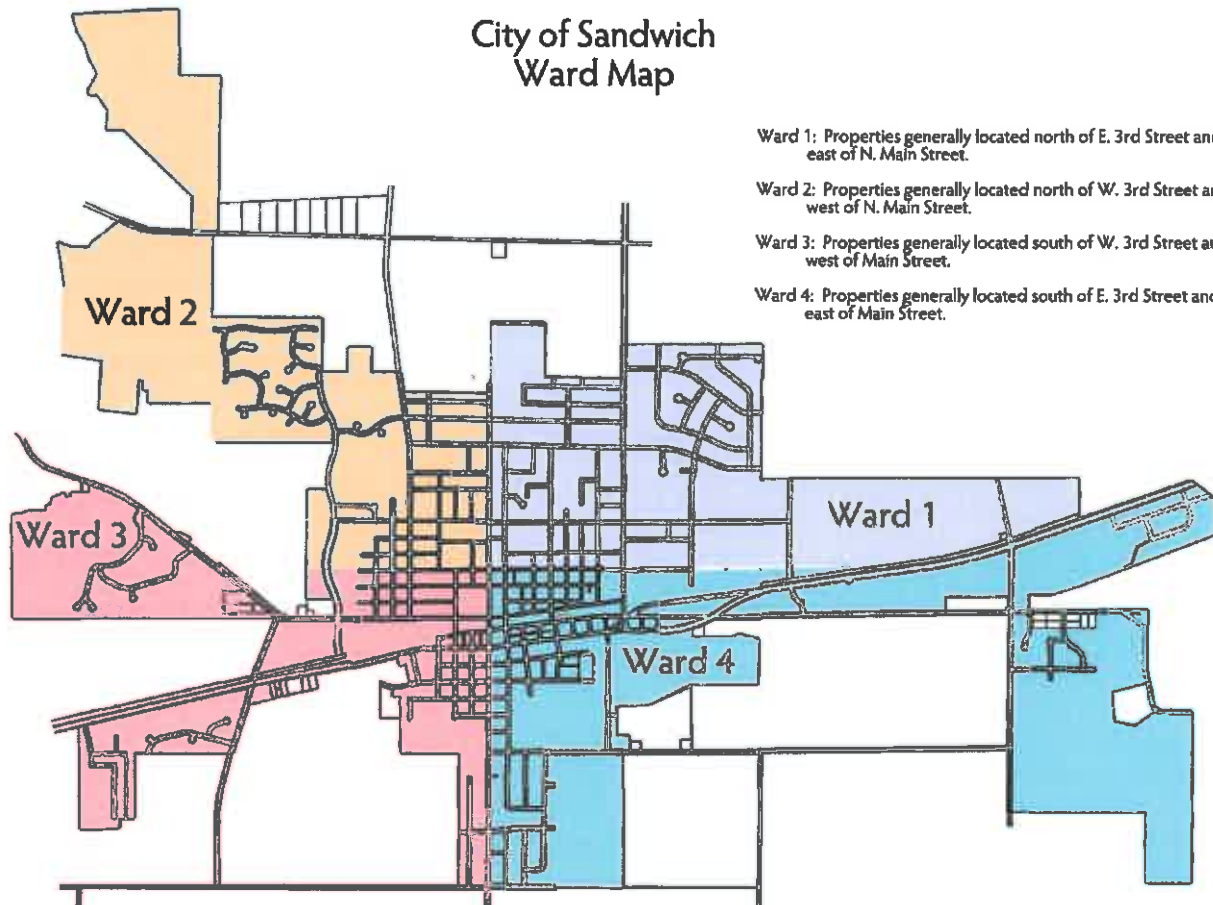 City of Sandwich
Ward Map
Ward 1: Properties generally located north of E. 3rd Street
east of N. Main Street.
Ward 2: Properties generally located north of W. 3rd Street
west of N. Main Street.
Ward 3: Properties generally located south of W. 3rd Street
west of Main Street.
Ward 4: Properties generally located south of E. 3rd Street
east of Main Street.
Ward 2
Ward 3
Ward 1
Ward 4